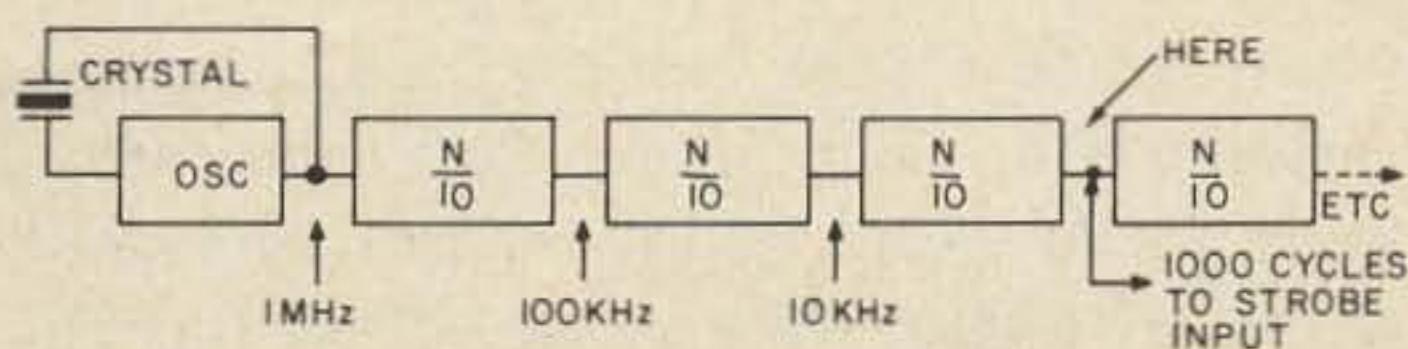 CRYSTAL
HERE
OSC
N
10
N
10
N
10
N
10
ETC
1MHz
100KHz
10KHz
1000 CYCLES
TO STROBE
INPUT